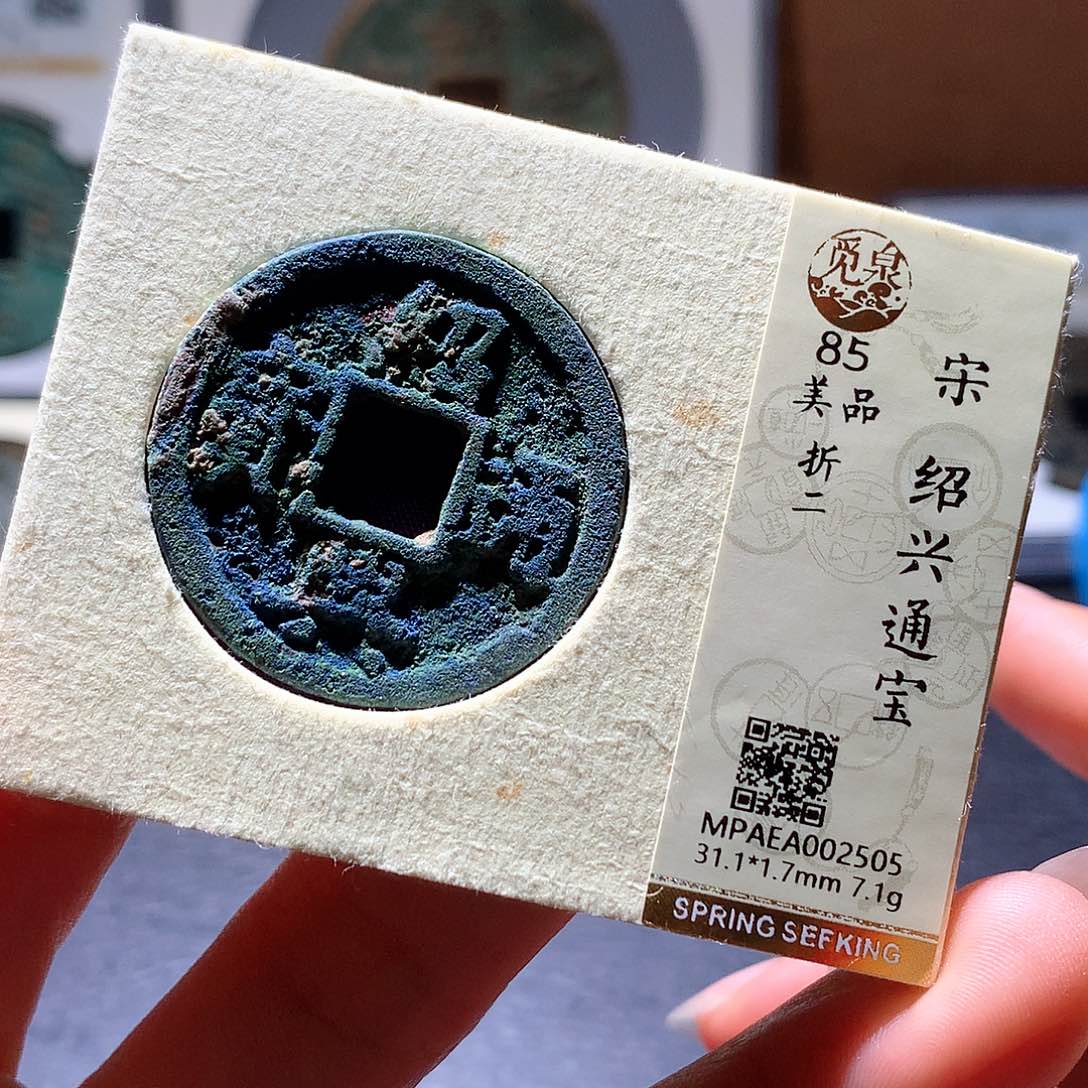 觅泉
85
美品
折二
宋 绍兴通宝
MPAEA002505
31.1*1.7mm 7.1g
SPRING SEFKING